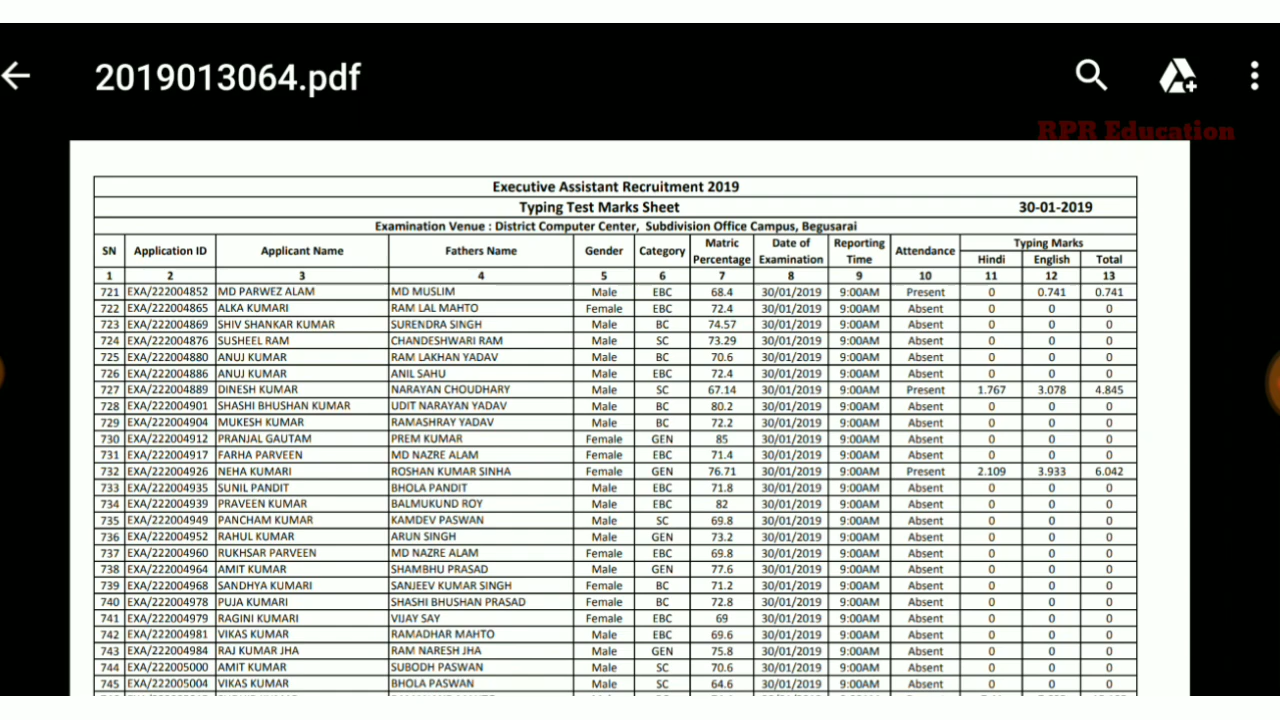 2019013064.pdf
RPR Education
Executive Assistant Recruitment 2019
Typing Test Marks Sheet 30-01-2019
Examination Venue : District Computer Center, Subdivision Office Campus, Begusarai
SN Application ID Applicant Name Fathers Name Gender Category Matric Percentage Date of Examination Reporting Time Attendance Typing Marks
Hindi English Total
1 2 3 4 5 6 7 8 9 10 11 12 13
721 EXA/222004852 MD PARWEZ ALAM MD MUSLIM Male EBC 68.4 30/01/2019 9:00AM Present 0 0.741 0.741
722 EXA/222004865 ALKA KUMARI RAM LAL MAHTO Female EBC 72.4 30/01/2019 9:00AM Absent 0 0 0
723 EXA/222004869 SHIV SHANKAR KUMAR SURENDRA SINGH Male BC 74.57 30/01/2019 9:00AM Absent 0 0 0
724 EXA/222004876 SUSHEEL RAM CHANDESHWARI RAM Male SC 73.29 30/01/2019 9:00AM Absent 0 0 0
725 EXA/222004880 ANUJ KUMAR RAM LAKHAN YADAV Male BC 70.6 30/01/2019 9:00AM Absent 0 0 0
726 EXA/222004886 ANUJ KUMAR ANIL SAHU Male EBC 72.4 30/01/2019 9:00AM Absent 0 0 0
727 EXA/222004889 DINESH KUMAR NARAYAN CHOUDHARY Male SC 67.14 30/01/2019 9:00AM Present 1.767 3.078 4.845
728 EXA/222004901 SHASHI BHUSHAN KUMAR UDIT NARAYAN YADAV Male BC 80.2 30/01/2019 9:00AM Absent 0 0 0
729 EXA/222004904 MUKESH KUMAR RAMASHRAY YADAV Male BC 72.2 30/01/2019 9:00AM Absent 0 0 0
730 EXA/222004912 PRANJAL GAUTAM PREM KUMAR Female GEN 85 30/01/2019 9:00AM Absent 0 0 0
731 EXA/222004917 FARHA PARVEEN MD NAZRE ALAM Female EBC 71.4 30/01/2019 9:00AM Absent 0 0 0
732 EXA/222004926 NEHA KUMARI ROSHAN KUMAR SINHA Female GEN 76.71 30/01/2019 9:00AM Present 2.109 3.933 6.042
733 EXA/222004935 SUNIL PANDIT BHOLA PANDIT Male EBC 71.8 30/01/2019 9:00AM Absent 0 0 0
734 EXA/222004939 PRAVEEN KUMAR BALMUKUND ROY Male EBC 82 30/01/2019 9:00AM Absent 0 0 0
735 EXA/222004949 PANCHAM KUMAR KAMDEV PASWAN Male SC 69.8 30/01/2019 9:00AM Absent 0 0 0
736 EXA/222004952 RAHUL KUMAR ARUN SINGH Male GEN 73.2 30/01/2019 9:00AM Absent 0 0 0
737 EXA/222004960 RUKHSAR PARVEEN MD NAZRE ALAM Female EBC 69.8 30/01/2019 9:00AM Absent 0 0 0
738 EXA/222004964 AMIT KUMAR SHAMBHU PRASAD Male GEN 77.6 30/01/2019 9:00AM Absent 0 0 0
739 EXA/222004968 SANDHYA KUMARI SANJEEV KUMAR SINGH Female BC 71.2 30/01/2019 9:00AM Absent 0 0 0
740 EXA/222004978 PUJA KUMARI SHASHI BHUSHAN PRASAD Female BC 72.8 30/01/2019 9:00AM Absent 0 0 0
741 EXA/222004979 RAGINI KUMARI VIJAY SAY Female EBC 69 30/01/2019 9:00AM Absent 0 0 0
742 EXA/222004981 VIKAS KUMAR RAMADHAR MAHTO Male EBC 69.6 30/01/2019 9:00AM Absent 0 0 0
743 EXA/222004984 RAJ KUMAR JHA RAM NARESH JHA Male GEN 75.8 30/01/2019 9:00AM Absent 0 0 0
744 EXA/222005000 AMIT KUMAR SUBODH PASWAN Male SC 70.6 30/01/2019 9:00AM Absent 0 0 0
745 EXA/222005004 VIKAS KUMAR BHOLA PASWAN Male SC 64.6 30/01/2019 9:00AM Absent 0 0 0